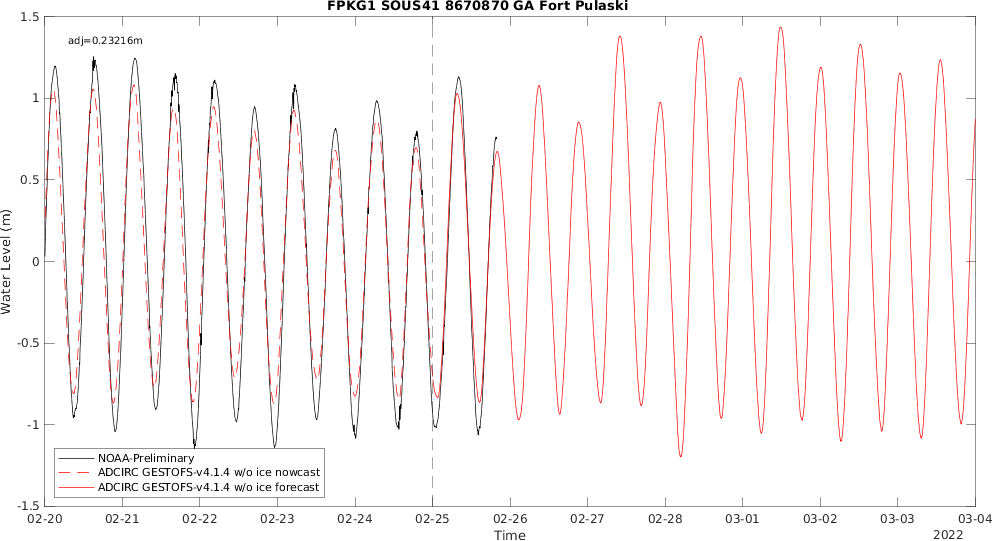 FPKG1 SOUS41 8670870 GA Fort Pulaski
adj=0.23216m
1.5
1
0.5
0
-0.5
-1
-1.5
Water Level (m)
NOAA-Preliminary
ADCIRC GESTOFS-v4.1.4 w/o ice nowcast
ADCIRC GESTOFS-v4.1.4 w/o ice forecast
02-20 02-21 02-22 02-23 02-24 02-25 02-26 02-27 02-28 03-01 03-02 03-03 03-04
Time
2022